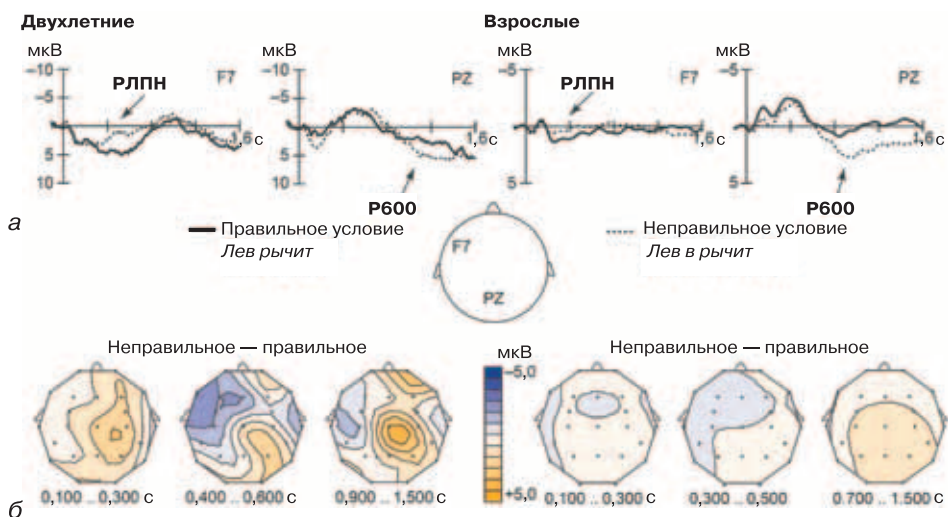 Двухлетние
Взрослые
мкВ
мкВ
мкВ
мкВ
-10
-5
5
10
РЛПН
F7
1,6 с
-10
-5
5
10
PZ
1,6 с
P600
-5
5
РЛПН
F7
1,6 с
-5
5
PZ
1,6 с
P600
а
Правильное условие
Лев рычит
F7
PZ
Неправильное условие
Лев в рычит
Неправильное — правильное
мкВ
Неправильное — правильное
-5,0
+5,0
0,100 .. 0,300 с
0,400 .. 0,600 с
0,900 .. 1,500 с
0,100 .. 0,300 с
0,300 .. 0,500 с
0.700 .. 1.500 с
б